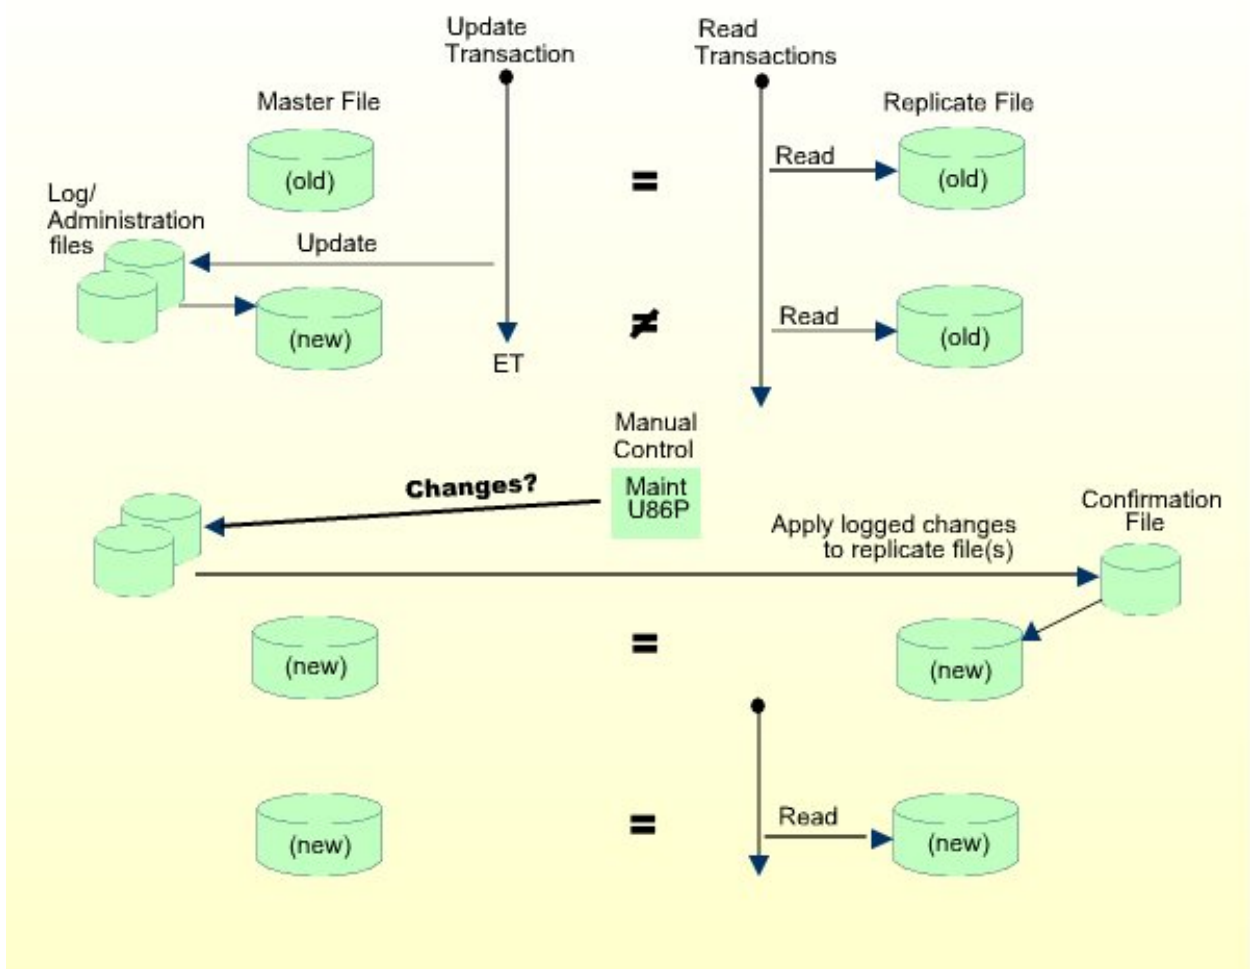 Update
Transaction
Read
Transactions
Master File
Replicate File
(old)
=
Read
(old)
Log/
Administration
files
Update
(new)
≠
Read
(old)
ET
Manual
Control
Maint
U86P
Changes?
Confirmation
File
Apply logged changes
to replicate file(s)
(new)
=
(new)
(new)
=
Read
(new)